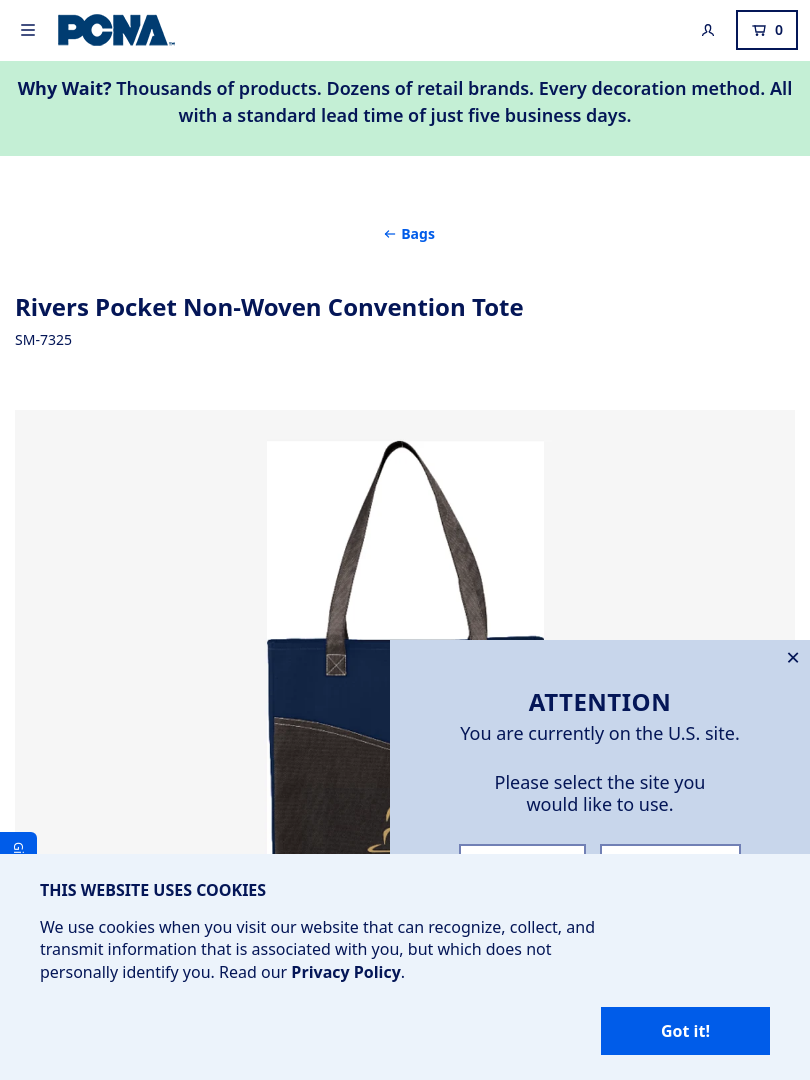 PCNA™
0
Why Wait? Thousands of products. Dozens of retail brands. Every decoration method. All
with a standard lead time of just five business days.
← Bags
Rivers Pocket Non-Woven Convention Tote
SM-7325
ATTENTION
You are currently on the U.S. site.
Please select the site you
would like to use.
THIS WEBSITE USES COOKIES
We use cookies when you visit our website that can recognize, collect, and
transmit information that is associated with you, but which does not
personally identify you. Read our Privacy Policy.
Got it!